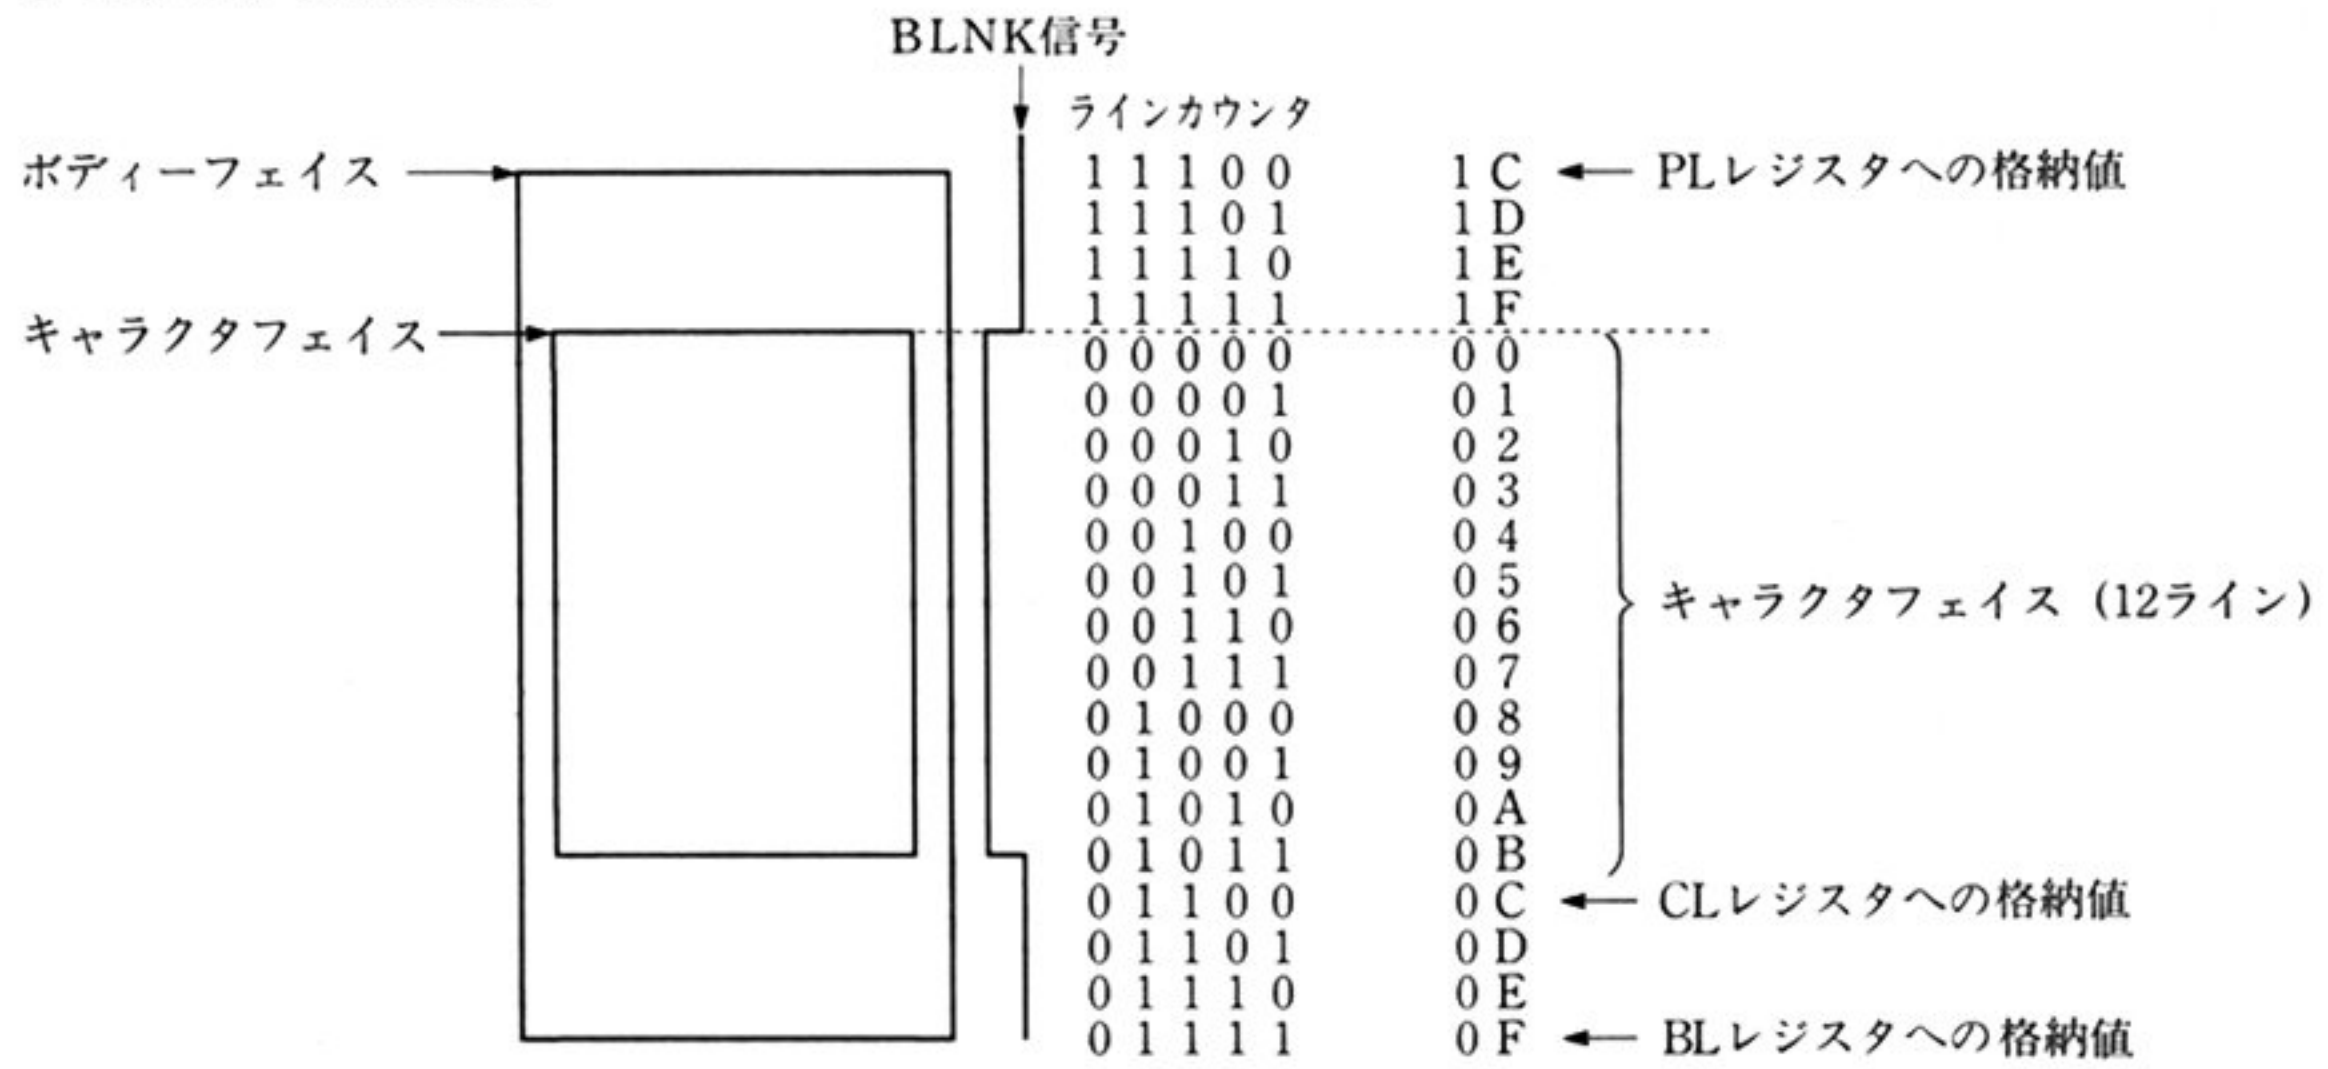 BLNK信号
ラインカウンタ
ボディーフェイス 1 1 1 0 0 1 C PLレジスタへの格納値
1 1 1 0 1 1 D
1 1 1 1 0 1 E
1 1 1 1 1 1 F
キャラクタフェイス
0 0 0 0 0 0 0
0 0 0 0 1 0 1
0 0 0 1 0 0 2
0 0 0 1 1 0 3
0 0 1 0 0 0 4
0 0 1 0 1 0 5
キャラクタフェイス (12ライン)
0 0 1 1 0 0 6
0 0 1 1 1 0 7
0 1 0 0 0 0 8
0 1 0 0 1 0 9
0 1 0 1 0 0 A
0 1 0 1 1 0 B
0 1 1 0 0 0 C CLレジスタへの格納値
0 1 1 0 1 0 D
0 1 1 1 0 0 E
0 1 1 1 1 0 F BLレジスタへの格納値